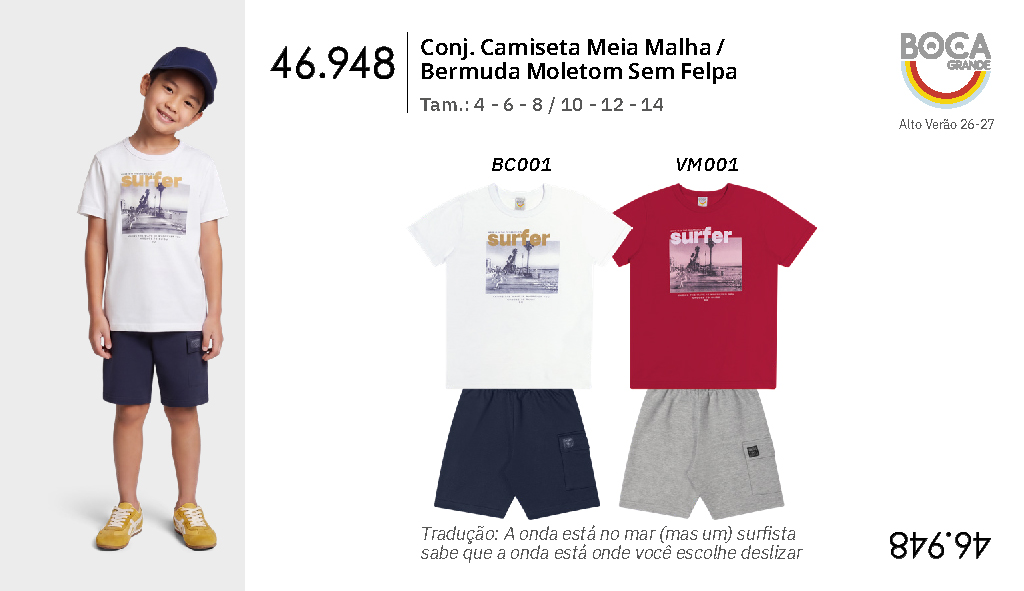 46.948
Conj. Camiseta Meia Malha /
Bermuda Moletom Sem Felpa
Tam.: 4 - 6 - 8 / 10 - 12 - 14
BOCA
GRANDE
Alto Verão 26-27
BC001
VM001
surfer
surfer
surfer
Tradução: A onda está no mar (mas um) surfista
sabe que a onda está onde você escolhe deslizar
46.948